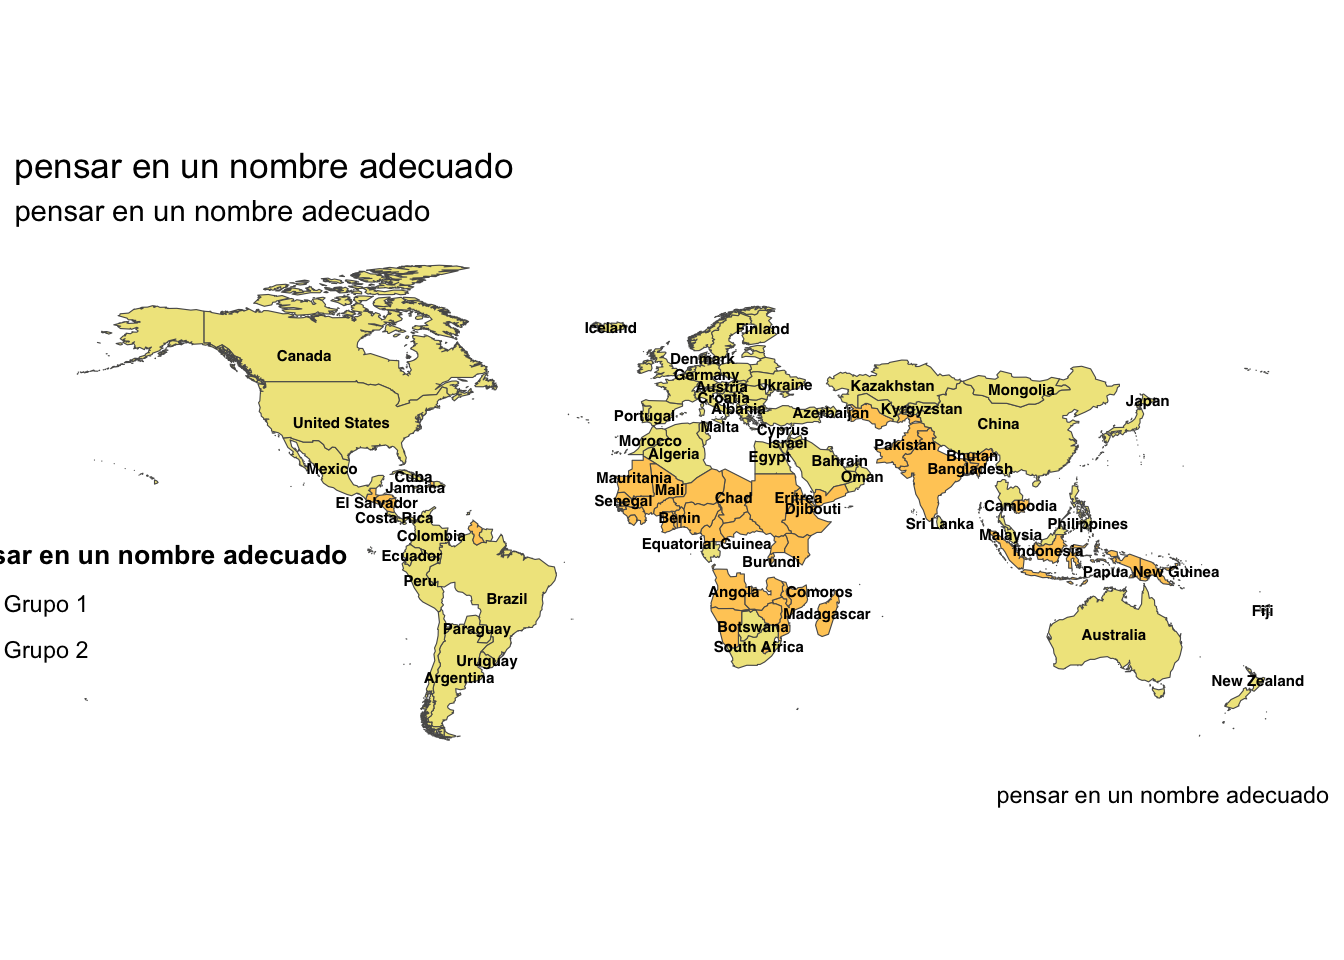 pensar en un nombre adecuado
pensar en un nombre adecuado
Iceland
Finland
Denmark
Canada
Germany
Austria
Ukraine
Kazakhstan
Mongolia
Croatia
Japan
Albania
Kyrgyzstan
Azerbaijan
Portugal
United States
China
Malta
Cyprus
Morocco
Israel
Pakistan
Algeria
Egypt
Bhutan
Bahrain
Mexico
Bangladesh
Cuba
Mauritania
Oman
Jamaica
Mali
Chad
Eritrea
Senegal
El Salvador
Cambodia
Djibouti
Costa Rica
Benin
Sri Lanka
Philippines
Colombia
Malaysia
Equatorial Guinea
Indonesia
sar en un nombre adecuado
Ecuador
Burundi
Papua New Guinea
Peru
Angola
Comoros
Brazil
Grupo 1
Fiji
Madagascar
Botswana
Paraguay
Australia
South Africa
Grupo 2
Uruguay
Argentina
New Zealand
pensar en un nombre adecuado